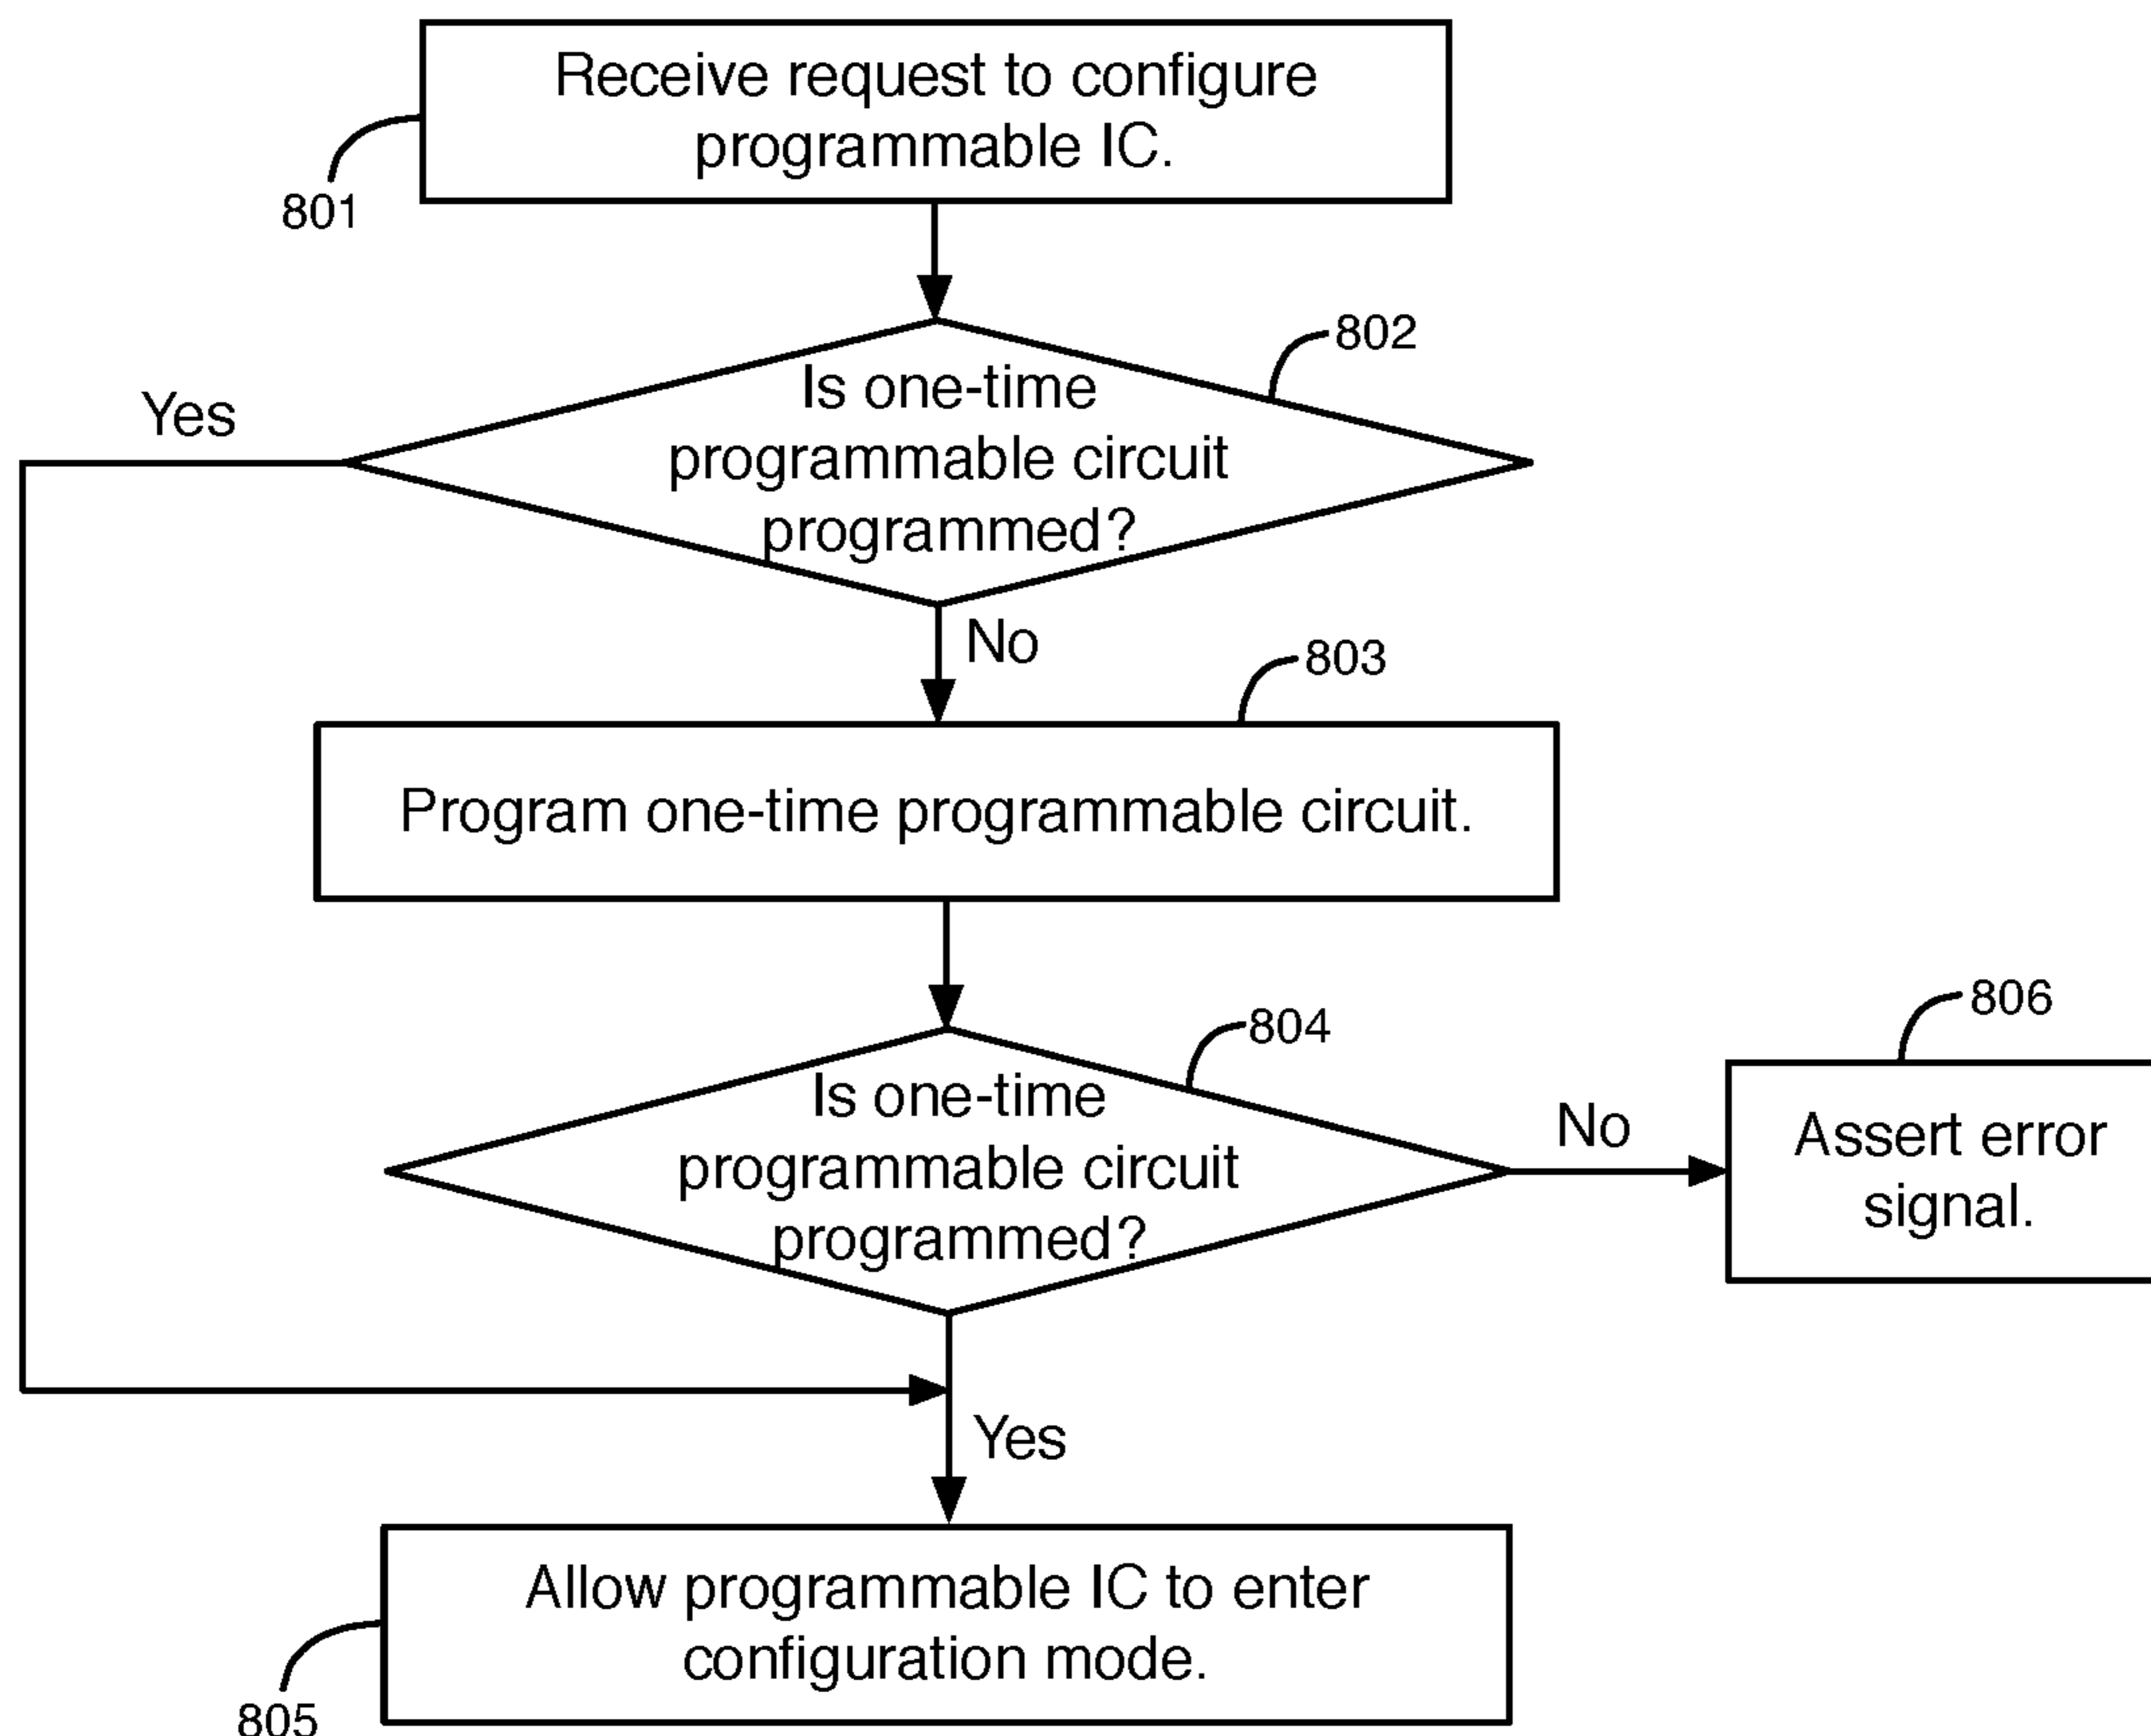 Receive request to configure
programmable IC.
801
802
Is one-time
programmable circuit
programmed?
Yes
No
803
Program one-time programmable circuit.
804
Is one-time
programmable circuit
programmed?
No
806
Assert error
signal.
Yes
Allow programmable IC to enter
configuration mode.
805